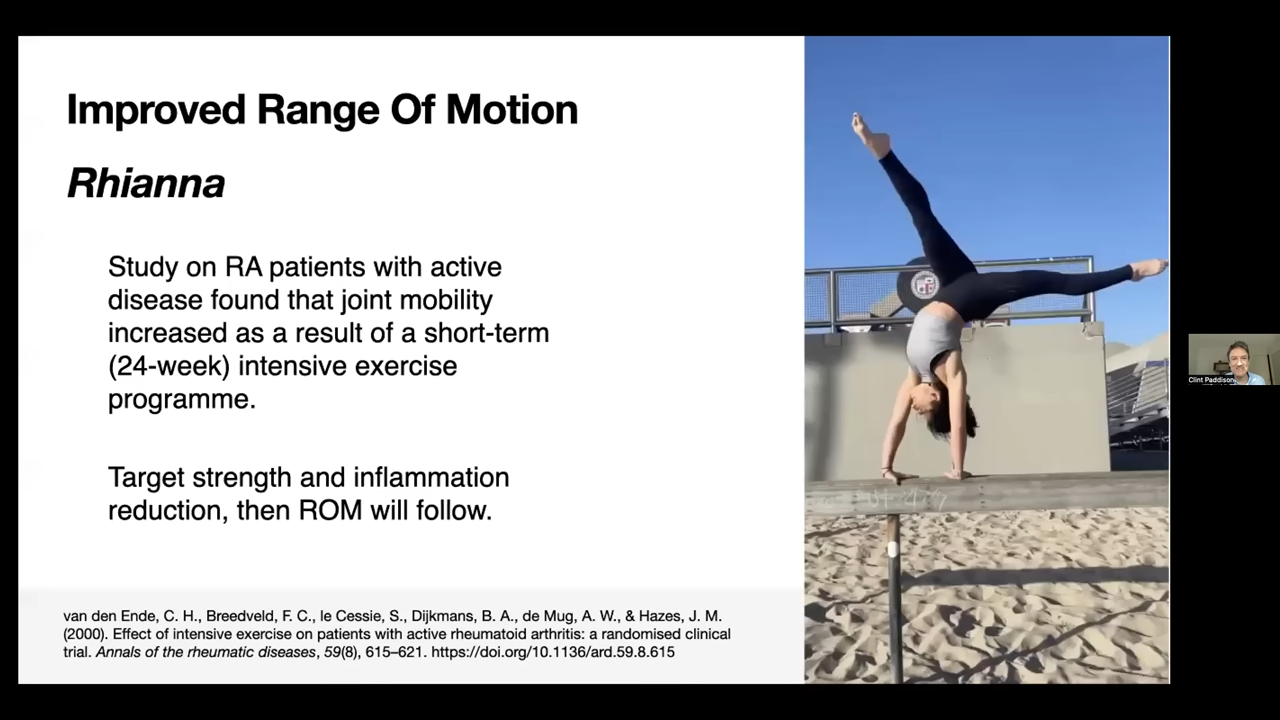 Improved Range Of Motion
Rhianna
Study on RA patients with active
disease found that joint mobility
increased as a result of a short-term
(24-week) intensive exercise
programme.
Target strength and inflammation
reduction, then ROM will follow.
van den Ende, C. H., Breedveld, F. C., le Cessie, S., Dijkmans, B. A., de Mug, A. W., & Hazes, J. M.
(2000). Effect of intensive exercise on patients with active rheumatoid arthritis: a randomised clinical
trial. Annals of the rheumatic diseases, 59(8), 615–621. https://doi.org/10.1136/ard.59.8.615
Clint Paddison